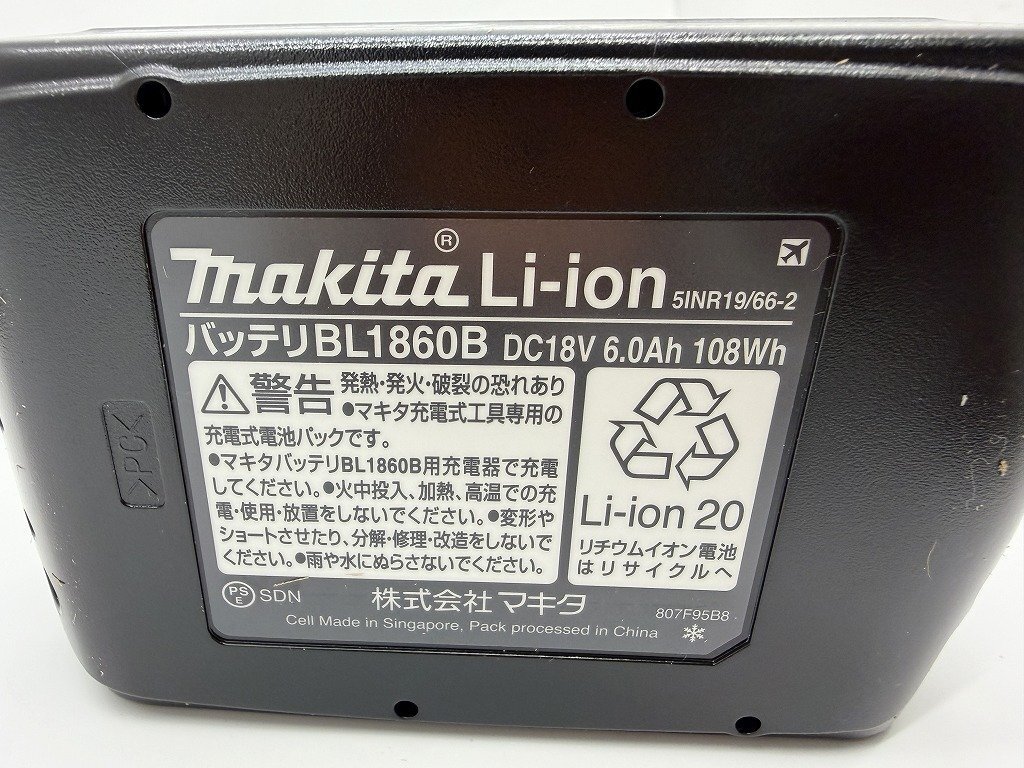 makita® Li-ion 5INR19/66-2
バッテリBL1860B DC18V 6.0Ah 108Wh
警告 発熱・発火・破裂の恐れあり
●マキタ充電式工具専用の
充電式電池パックです。
●マキタバッテリBL1860B用充電器で充電
してください。●火中投入、加熱、高温での充
電・使用・放置をしないでください。●変形や
ショートさせたり、分解・修理・改造をしないで
ください。●雨や水にぬらさないでください。
Li-ion 20
リチウムイオン電池
はリサイクルへ
PS
E SDN 株式会社 マキタ 807F95B8
Cell Made in Singapore, Pack processed in China
>PC<